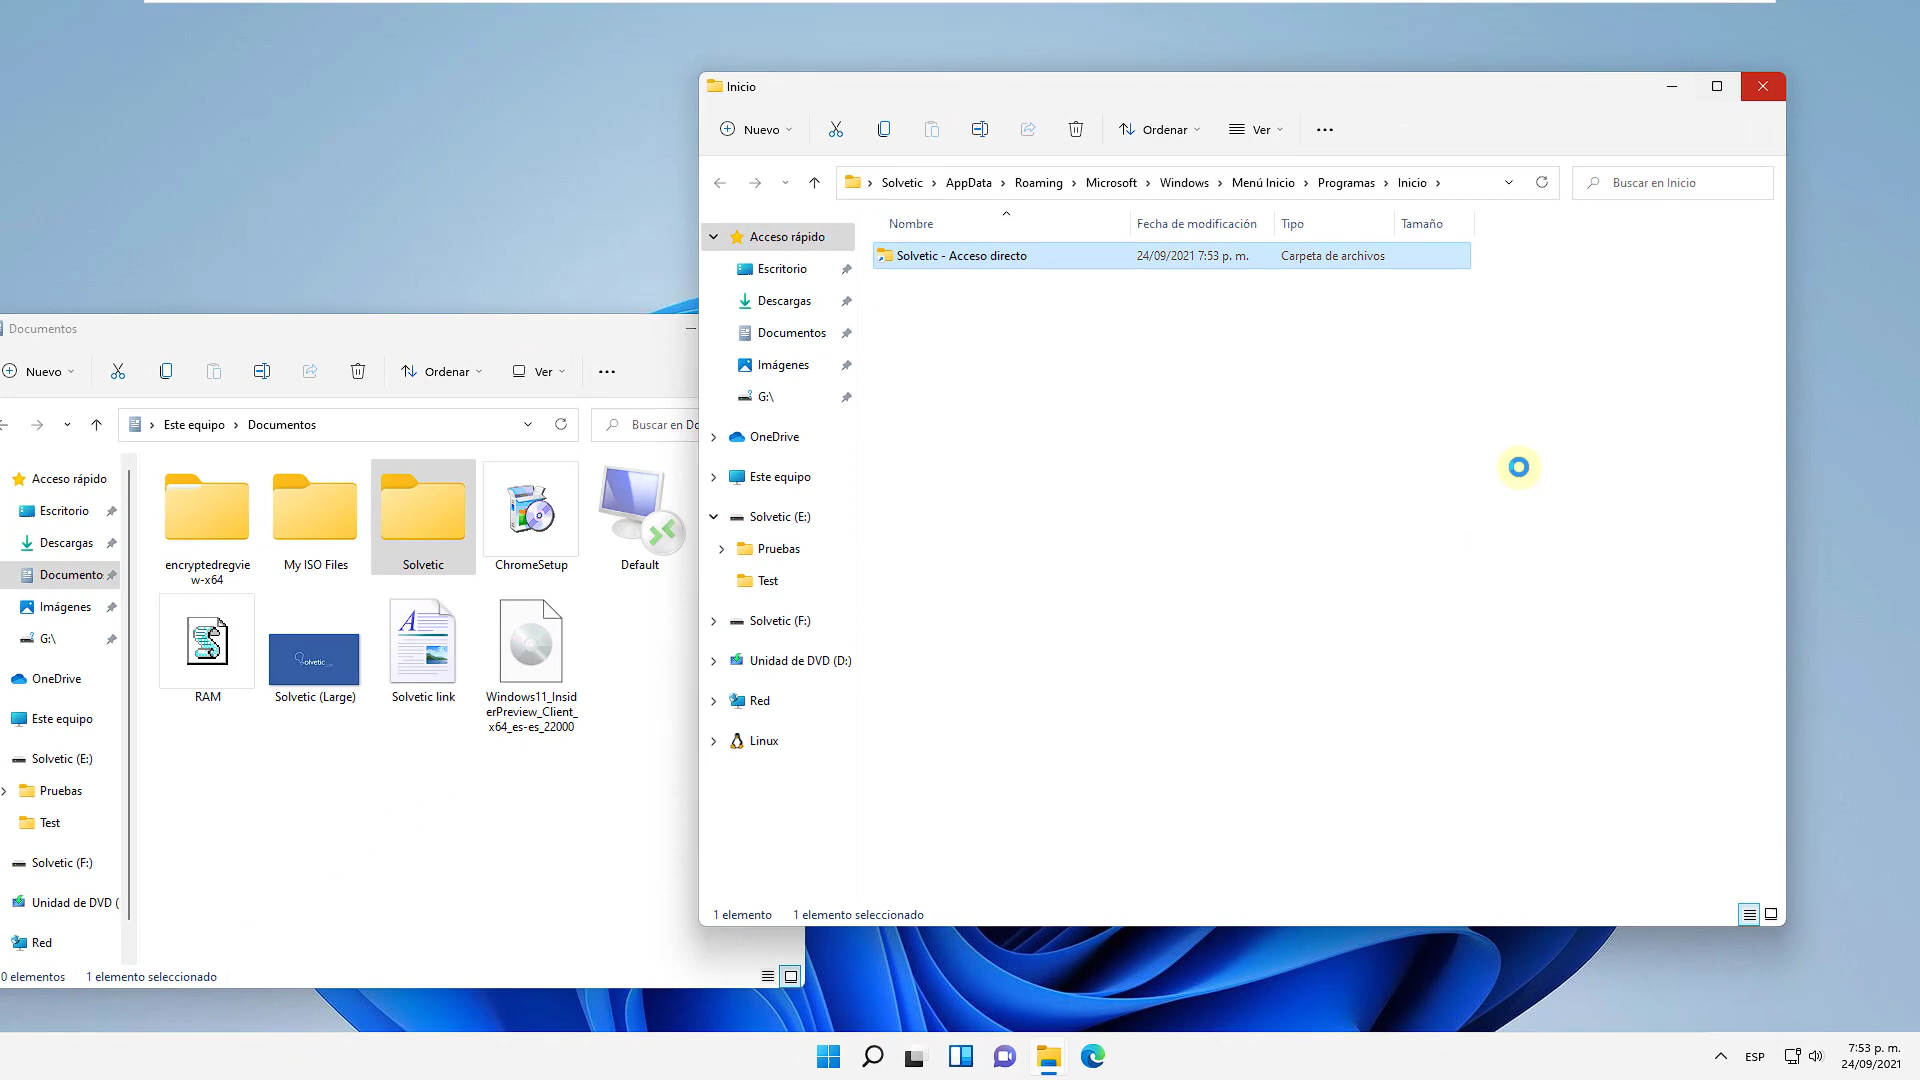 Inicio
Nuevo
Ordenar
Ver
Solvetic
AppData
Roaming
Microsoft
Windows
Menú Inicio
Programas
Inicio
Buscar en Inicio
Nombre
Fecha de modificación
Tipo
Tamaño
Acceso rápido
Escritorio
Descargas
Documentos
Imágenes
G:\
OneDrive
Este equipo
Solvetic (E:)
Pruebas
Test
Solvetic (F:)
Unidad de DVD (D:)
Red
Linux
Solvetic - Acceso directo
24/09/2021 7:53 p. m.
Carpeta de archivos
1 elemento
1 elemento seleccionado
Documentos
Nuevo
Ordenar
Ver
Este equipo
Documentos
Buscar en Do
Acceso rápido
Escritorio
Descargas
Documento
Imágenes
G:\
OneDrive
Este equipo
Solvetic (E:)
Pruebas
Test
Solvetic (F:)
Unidad de DVD (
Red
encryptedregvie
w-x64
My ISO Files
Solvetic
ChromeSetup
Default
RAM
Solvetic
Solvetic (Large)
Solvetic link
Windows11_Insid
erPreview_Client_
x64_es-es_22000
0 elementos
1 elemento seleccionado
ESP
7:53 p. m.
24/09/2021